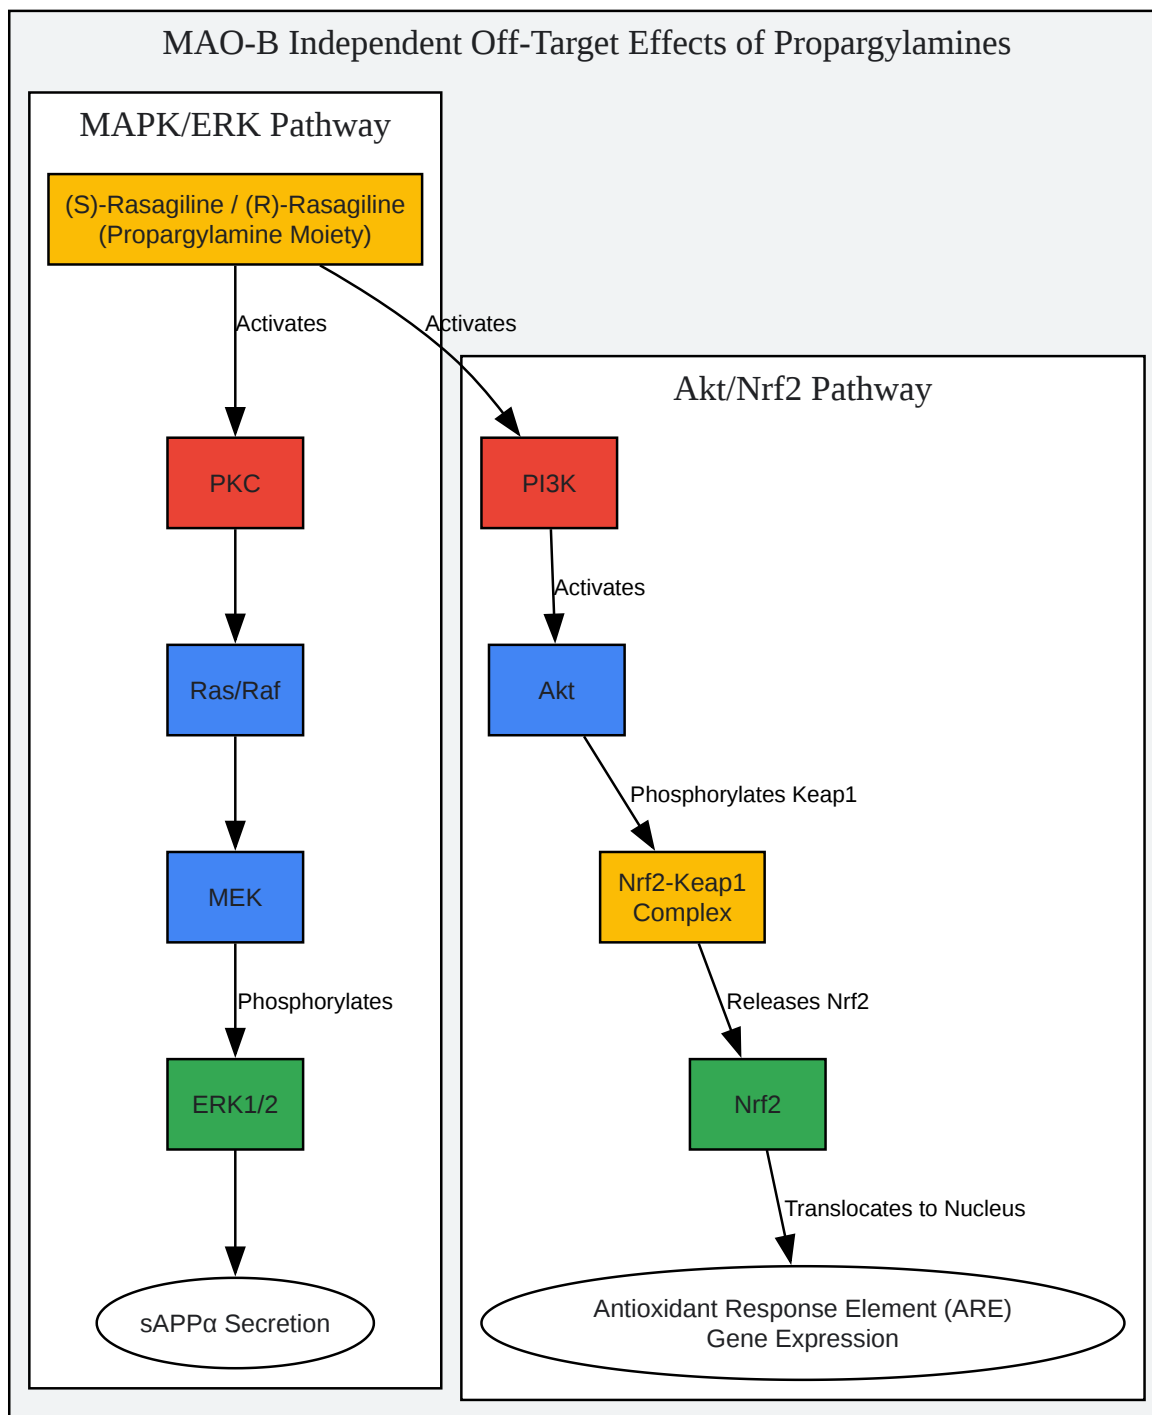 MAO-B Independent Off-Target Effects of Propargylamines
MAPK/ERK Pathway
(S)-Rasagiline / (R)-Rasagiline
(Propargylamine Moiety)
Activates
Activates
Akt/Nrf2 Pathway
PKC
PI3K
Activates
Ras/Raf
Akt
Phosphorylates Keap1
MEK
Nrf2-Keap1
Complex
Phosphorylates
Releases Nrf2
ERK1/2
Nrf2
Translocates to Nucleus
sAPPα Secretion
Antioxidant Response Element (ARE)
Gene Expression